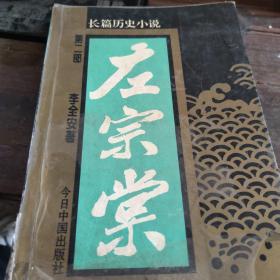 长篇历史小说
第二部
李全安著
左宗棠
今日中国出版社